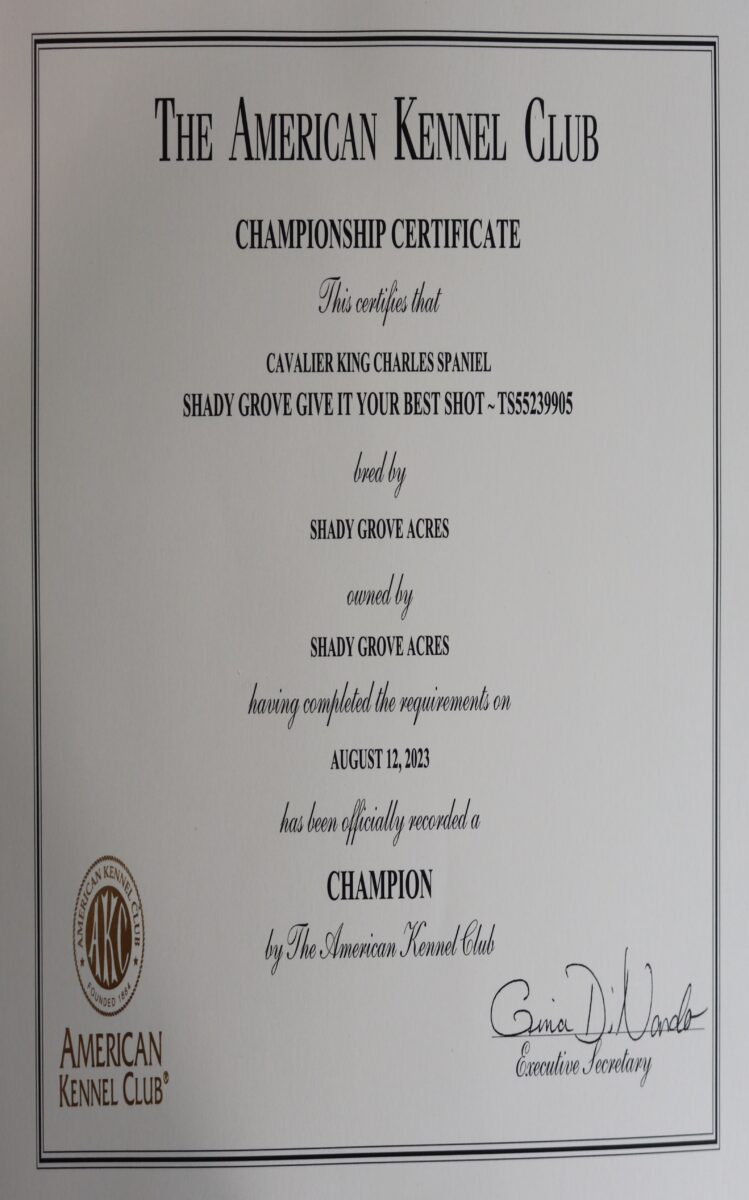 THE AMERICAN KENNEL CLUB
CHAMPIONSHIP CERTIFICATE
This certifies that
CAVALIER KING CHARLES SPANIEL
SHADY GROVE GIVE IT YOUR BEST SHOT ~ TS55239905
bred by
SHADY GROVE ACRES
owned by
SHADY GROVE ACRES
having completed the requirements on
AUGUST 12, 2023
has been officially recorded a
CHAMPION
by The American Kennel Club
AMERICAN KENNEL CLUB
AKC
FOUNDED 1884
AMERICAN
KENNEL CLUB®
Gina DiNardo
Executive Secretary